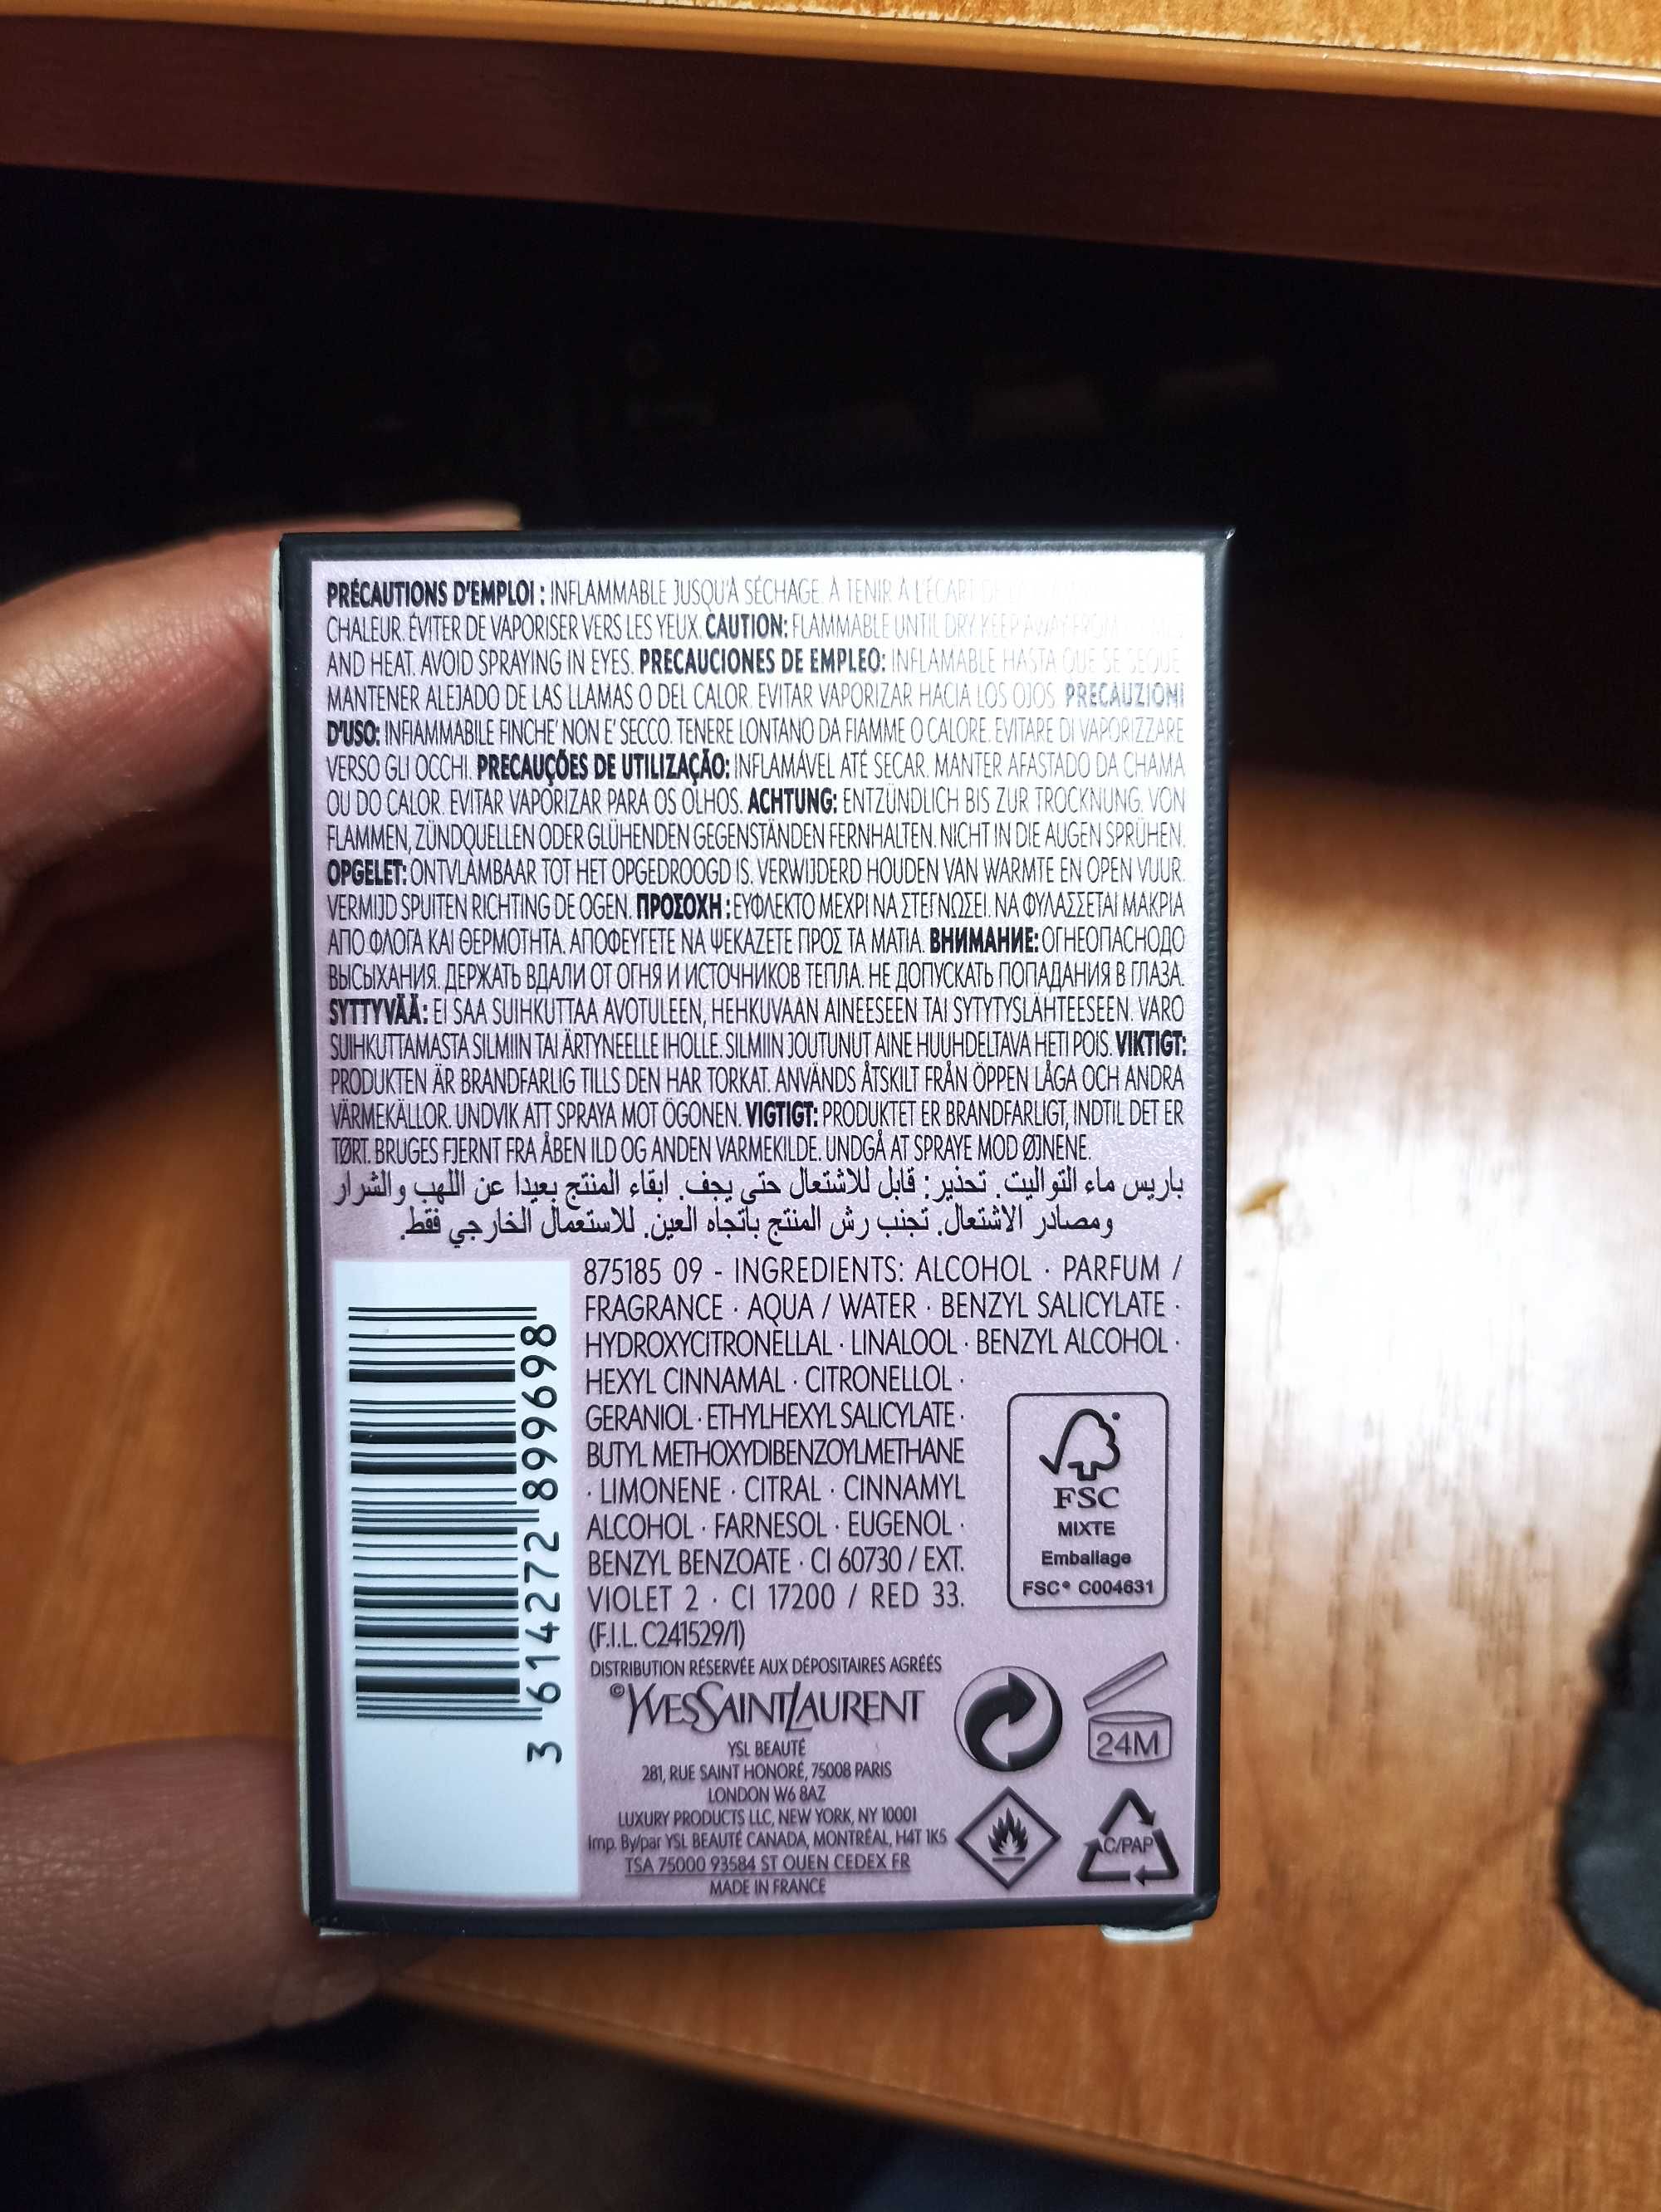 PRÉCAUTIONS D'EMPLOI : INFLAMMABLE JUSQU'À SÉCHAGE. À TENIR À L'ÉCART DE
CHALEUR. ÉVITER DE VAPORISER VERS LES YEUX. CAUTION: FLAMMABLE UNTIL DRY. KEEP AWAY FROM
AND HEAT. AVOID SPRAYING IN EYES. PRECAUCIONES DE EMPLEO: INFLAMABLE HASTA QUE SE SEQUE
MANTENER ALEJADO DE LAS LLAMAS O DEL CALOR. EVITAR VAPORIZAR HACIA LOS OJOS. PRECAUZIONI
D'USO: INFIAMMABILE FINCHE' NON E' SECCO. TENERE LONTANO DA FIAMME O CALORE. EVITARE DI VAPORIZZARE
VERSO GLI OCCHI. PRECAUÇÕES DE UTILIZAÇÃO: INFLAMÁVEL ATÉ SECAR. MANTER AFASTADO DA CHAMA
OU DO CALOR. EVITAR VAPORIZAR PARA OS OLHOS. ACHTUNG: ENTZÜNDLICH BIS ZUR TROCKNUNG. VON
FLAMMEN, ZÜNDQUELLEN ODER GLÜHENDEN GEGENSTÄNDEN FERNHALTEN. NICHT IN DIE AUGEN SPRÜHEN.
OPGELET: ONTVLAMBAAR TOT HET OPGEDROOGD IS. VERWIJDERD HOUDEN VAN WARMTE EN OPEN VUUR.
VERMIJD SPUITEN RICHTING DE OGEN. ΠΡΟΣΟΧΗ : ΕΥΦΛΕΚΤΟ ΜΕΧΡΙ ΝΑ ΣΤΕΓΝΩΣΕΙ. ΝΑ ΦΥΛΑΣΣΕΤΑΙ ΜΑΚΡΙΑ
ΑΠΟ ΦΛΟΓΑ ΚΑΙ ΘΕΡΜΟΤΗΤΑ. ΑΠΟΦΕΥΓΕΤΕ ΝΑ ΨΕΚΑΖΕΤΕ ΠΡΟΣ ΤΑ ΜΑΤΙΑ. ВНИМАНИЕ: ОГНЕОПАСНОДО
ВЫСЫХАНИЯ. ДЕРЖАТЬ ВДАЛИ ОТ ОГНЯ И ИСТОЧНИКОВ ТЕПЛА. НЕ ДОПУСКАТЬ ПОПАДАНИЯ В ГЛАЗА.
SYTTYVÄÄ: EI SAA SUIHKUTTAA AVOTULEEN, HEHKUVAAN AINEESEEN TAI SYTYTYSLÄHTEESEEN. VARO
SUIHKUTTAMASTA SILMIIN TAI ÄRTYNEELLE IHOLLE. SILMIIN JOUTUNUT AINE HUUHDELTAVA HETI POIS. VIKTIGT:
PRODUKTEN ÄR BRANDFARLIG TILLS DEN HAR TORKAT. ANVÄNDS ÅTSKILT FRÅN ÖPPEN LÅGA OCH ANDRA
VÄRMEKÄLLOR. UNDVIK ATT SPRAYA MOT ÖGONEN. VIGTIGT: PRODUKTET ER BRANDFARLIGT, INDTIL DET ER
TØRT. BRUGES FJERNT FRA ÅBEN ILD OG ANDEN VARMEKILDE. UNDGÅ AT SPRAYE MOD ØJNENE.
باريس ماء التواليت. تحذير: قابل للاشتعال حتى يجف. ابقاء المنتج بعيدا عن اللهب والشرار
ومصادر الاشتعال. تجنب رش المنتج باتجاه العين. للاستعمال الخارجي فقط.
875185 09 - INGREDIENTS: ALCOHOL · PARFUM /
FRAGRANCE · AQUA / WATER · BENZYL SALICYLATE ·
HYDROXYCITRONELLAL · LINALOOL · BENZYL ALCOHOL ·
HEXYL CINNAMAL · CITRONELLOL ·
GERANIOL · ETHYLHEXYL SALICYLATE ·
BUTYL METHOXYDIBENZOYLMETHANE
· LIMONENE · CITRAL · CINNAMYL
ALCOHOL · FARNESOL · EUGENOL ·
BENZYL BENZOATE · CI 60730 / EXT.
VIOLET 2 · CI 17200 / RED 33.
(F.I.L. C241529/1)
FSC
MIXTE
Emballage
FSC® C004631
3 614272 899698
DISTRIBUTION RÉSERVÉE AUX DÉPOSITAIRES AGRÉÉS
©YVESSAINTLAURENT
YSL BEAUTÉ
281, RUE SAINT HONORÉ, 75008 PARIS
LONDON W6 8AZ
LUXURY PRODUCTS LLC, NEW YORK, NY 10001
Imp. By/par YSL BEAUTÉ CANADA, MONTRÉAL, H4T 1K5
TSA 75000 93584 ST OUEN CEDEX FR
MADE IN FRANCE
24M
C/PAP